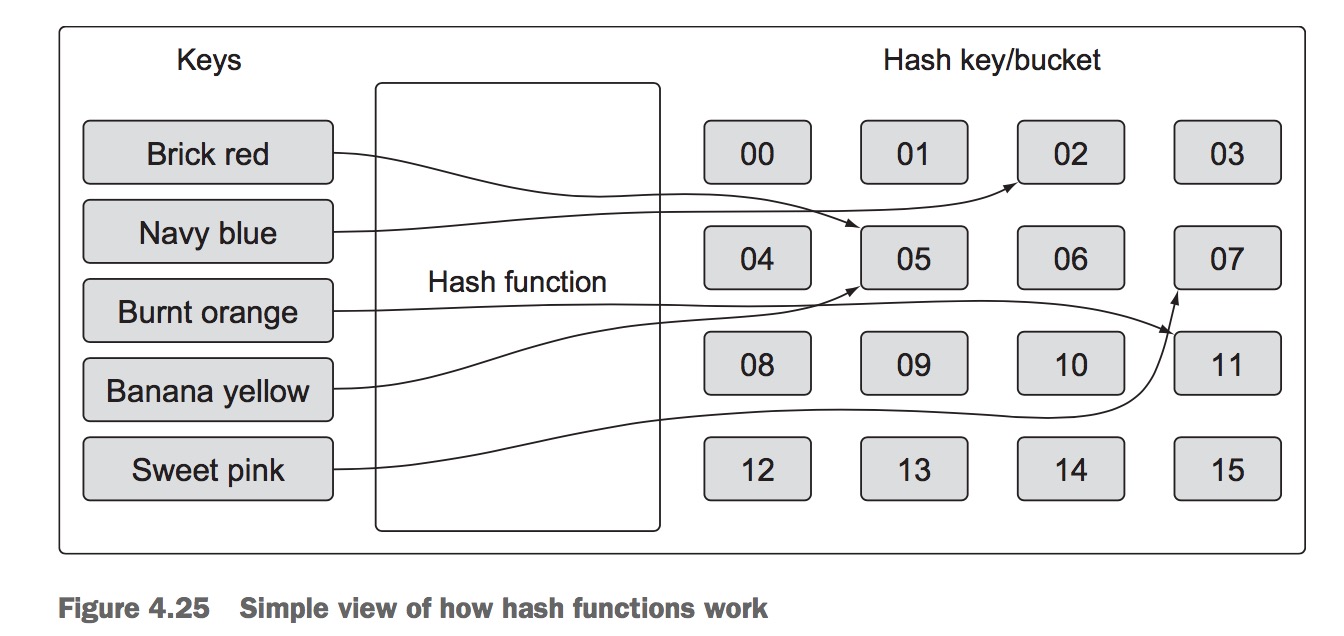 Keys
Hash key/bucket
Brick red
00 01 02 03
Navy blue
04 05 06 07
Hash function
Burnt orange
08 09 10 11
Banana yellow
Sweet pink
12 13 14 15
Figure 4.25 Simple view of how hash functions work